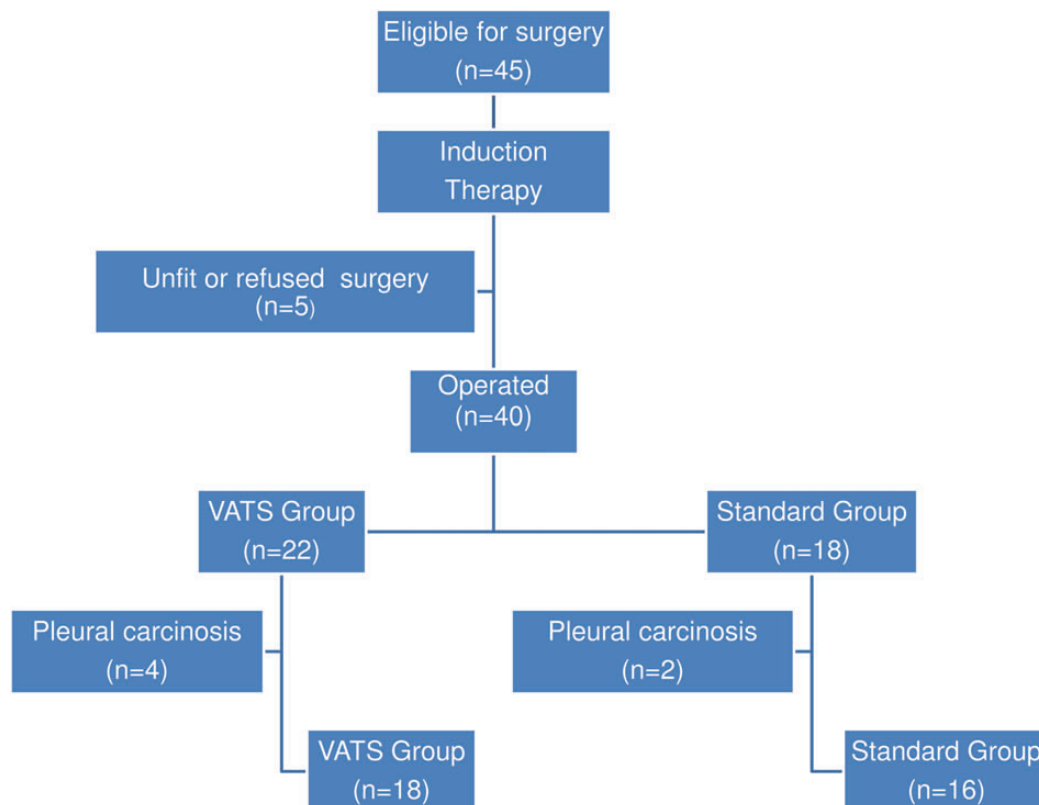 Eligible for surgery
(n=45)
Induction
Therapy
Unfit or refused surgery
(n=5)
Operated
(n=40)
VATS Group
(n=22)
Standard Group
(n=18)
Pleural carcinosis
(n=4)
Pleural carcinosis
(n=2)
VATS Group
(n=18)
Standard Group
(n=16)